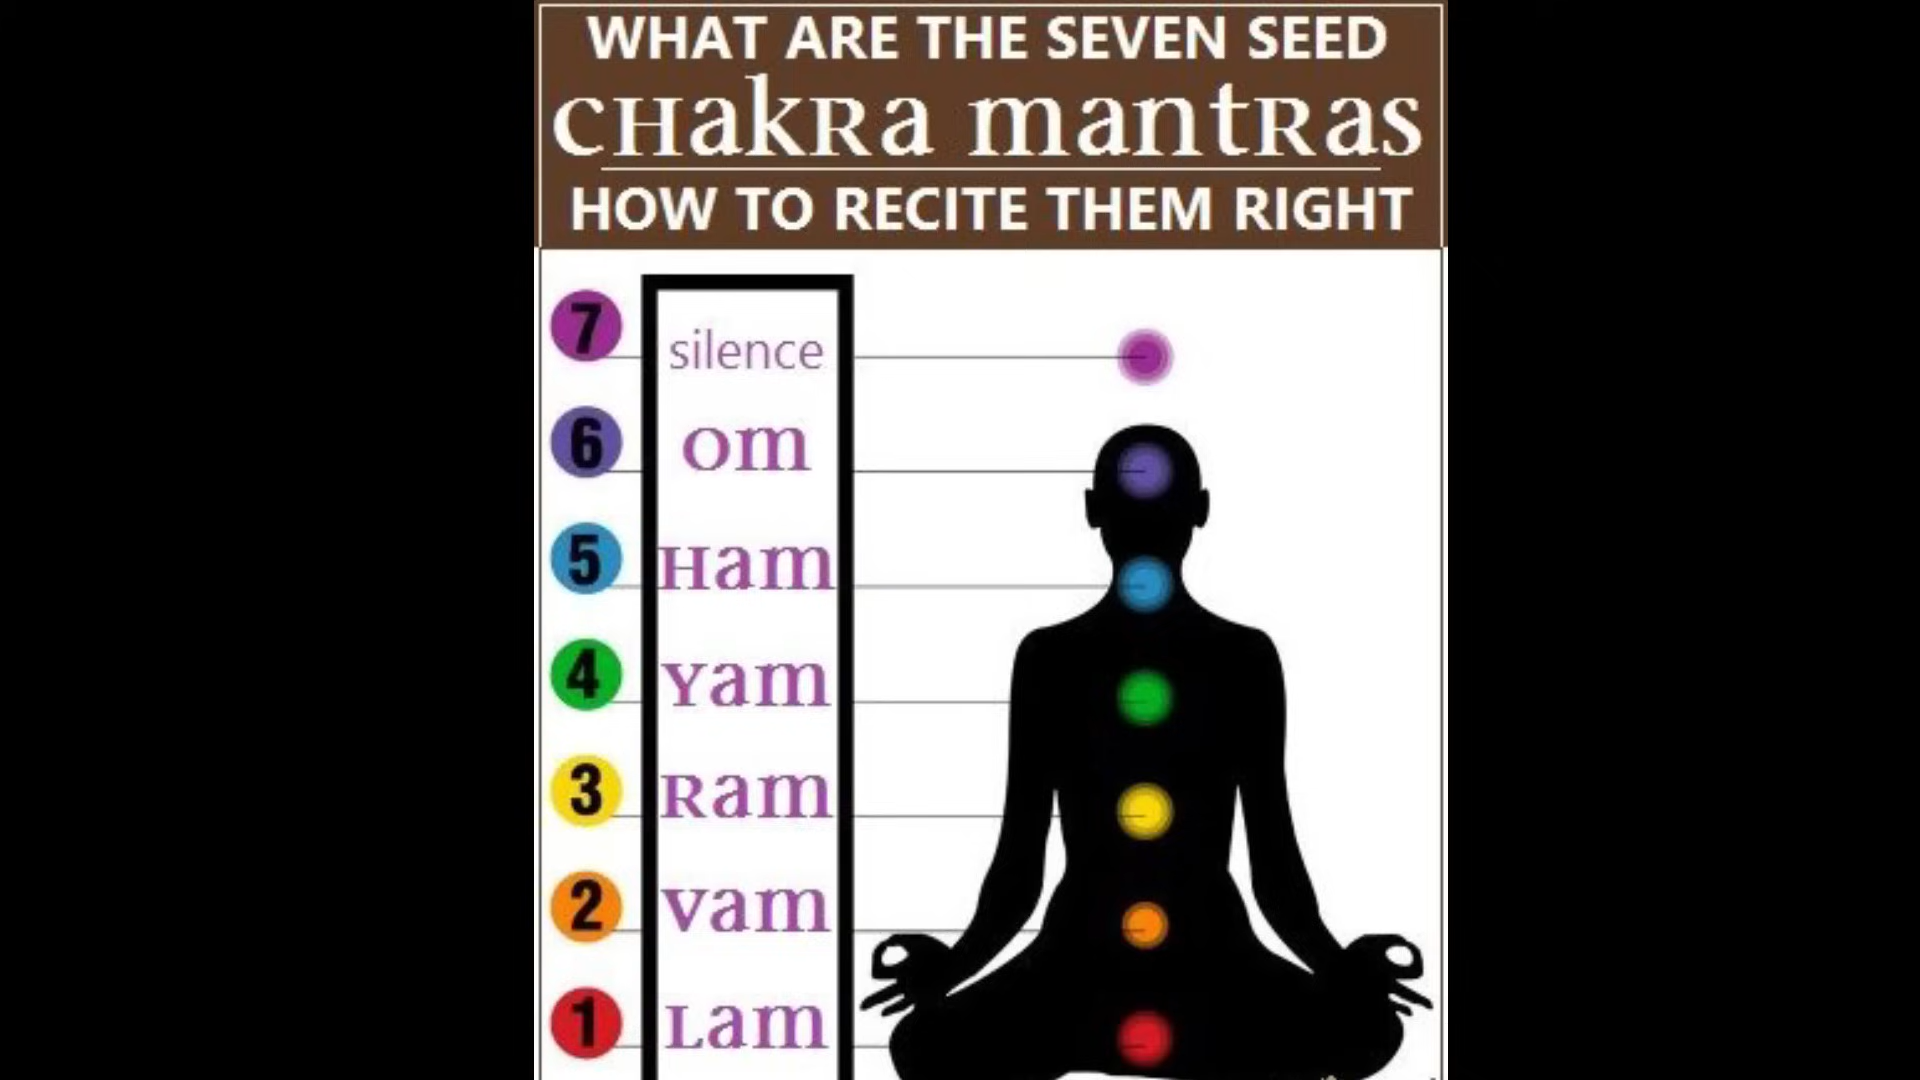 WHAT ARE THE SEVEN SEED
CHakRa mantRas
HOW TO RECITE THEM RIGHT
7 silence
6 om
5 Ham
4 Yam
3 Ram
2 Vam
1 Lam